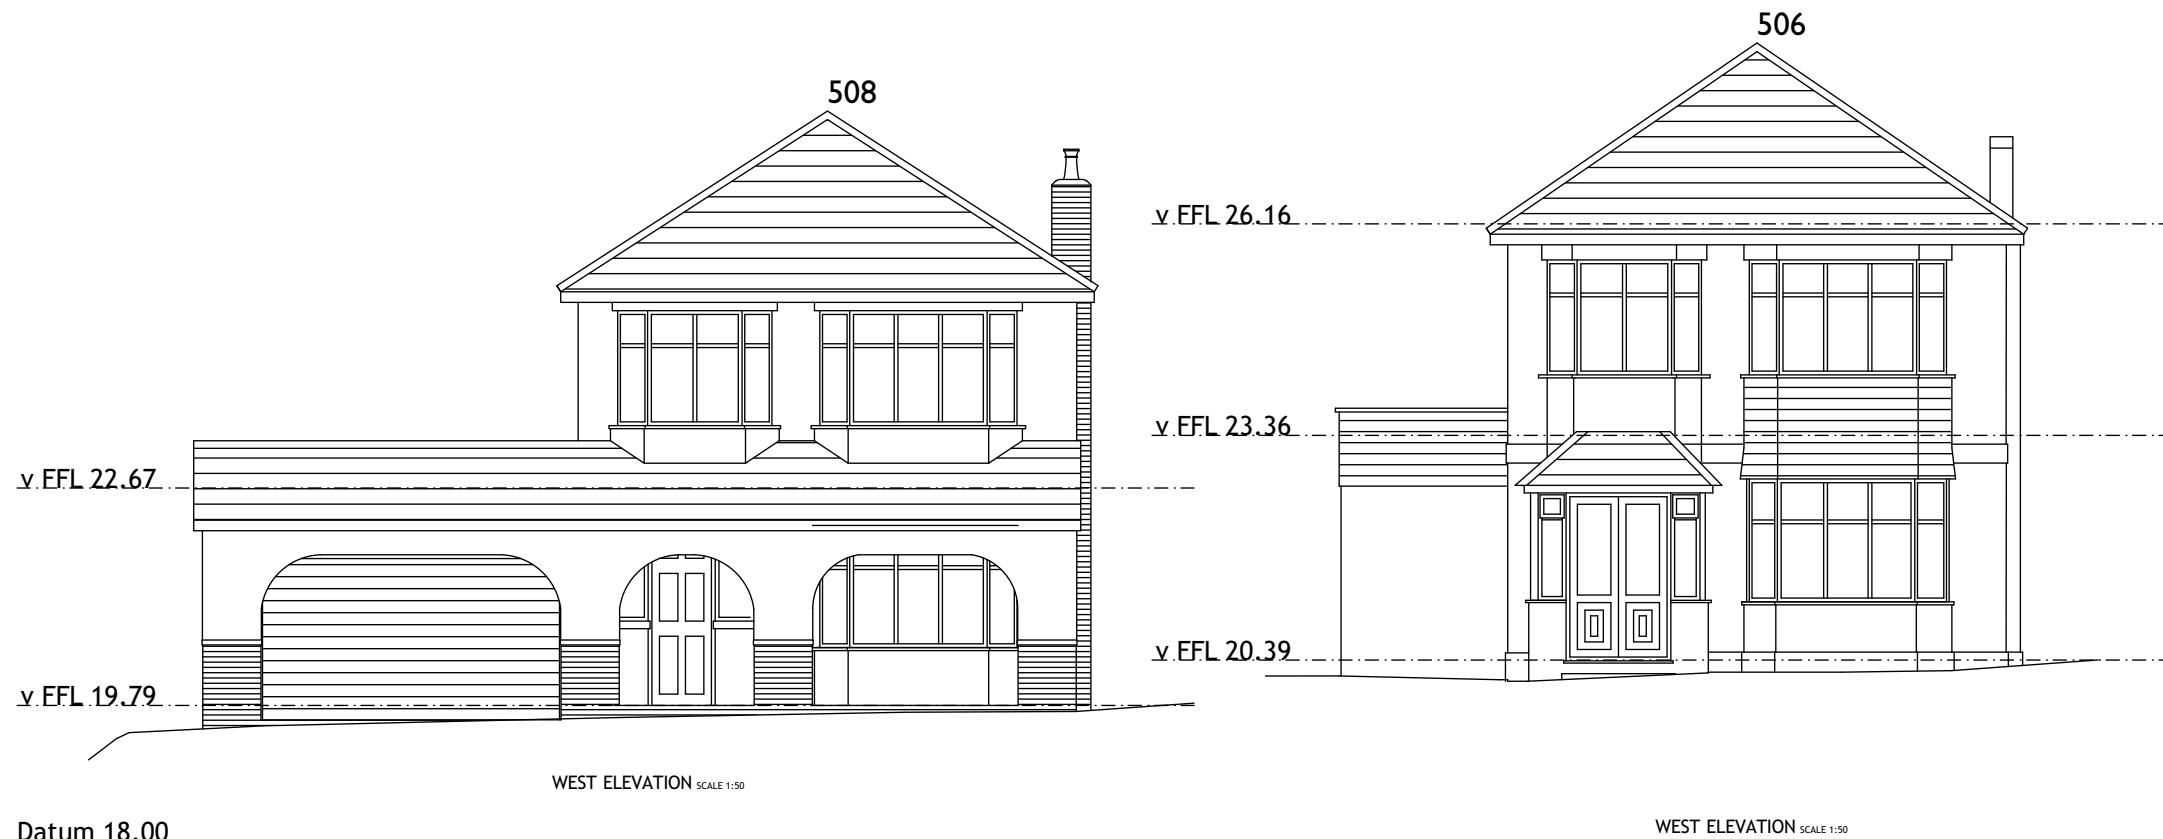 506
508
v EFL 26.16
v EFL 23.36
v EFL 22.67
v EFL 20.39
v EFL 19.79
WEST ELEVATION SCALE 1:50
Datum 18.00
WEST ELEVATION SCALE 1:50